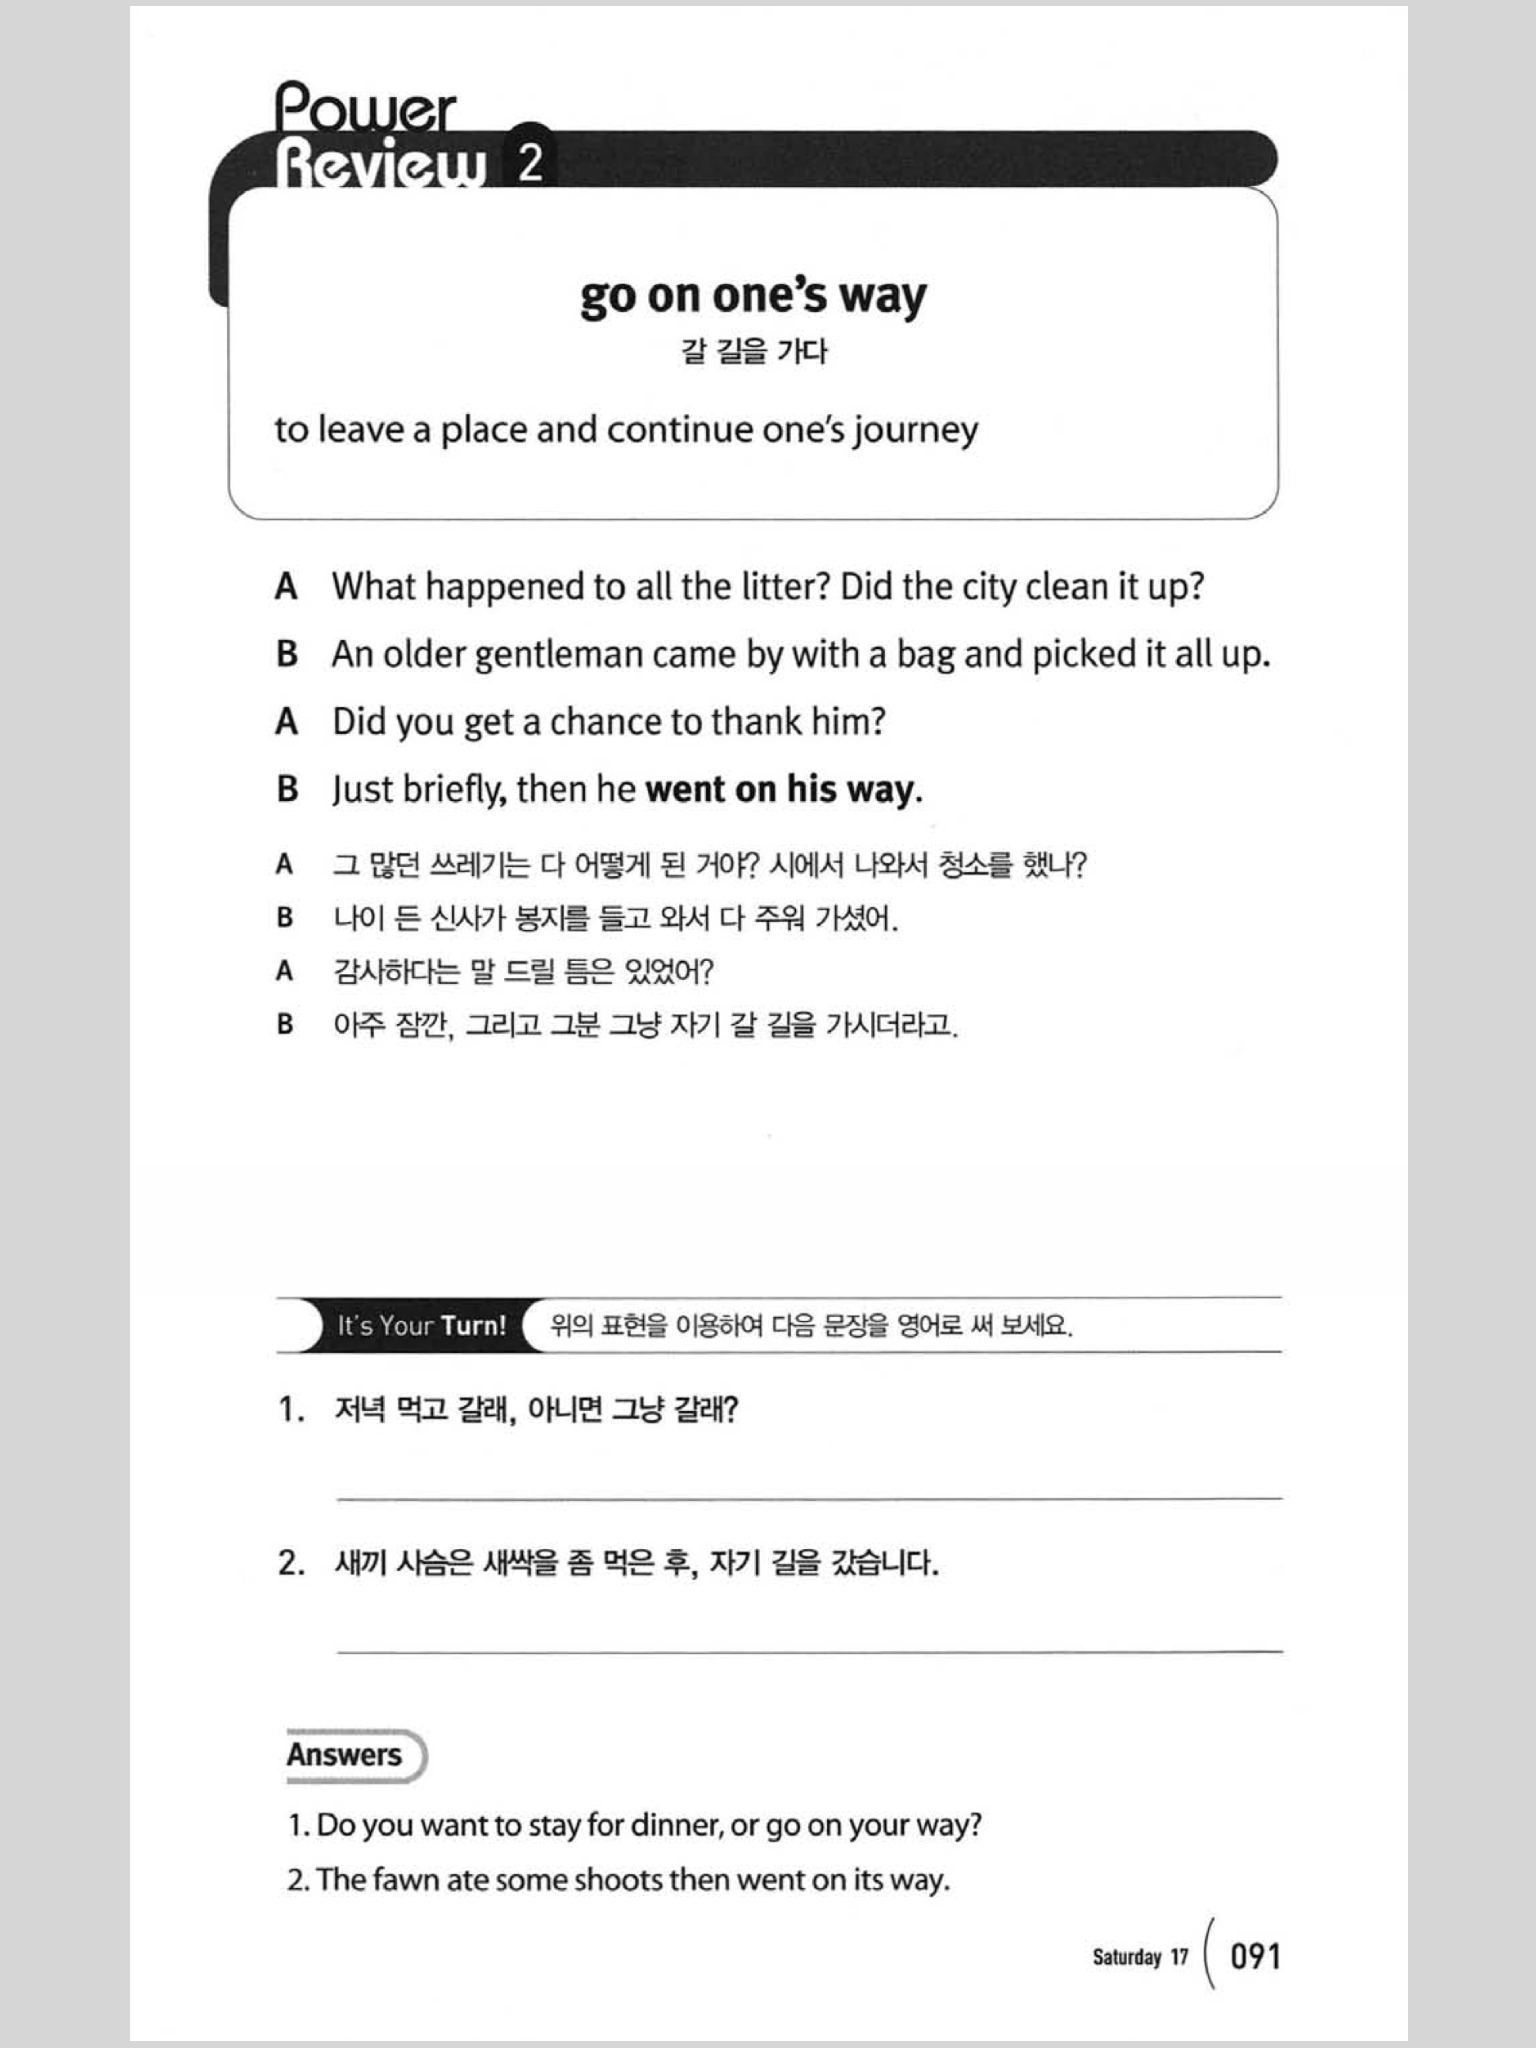 Power
Review 2
go on one's way
갈 길을 가다
to leave a place and continue one's journey
A What happened to all the litter? Did the city clean it up?
B An older gentleman came by with a bag and picked it all up.
A Did you get a chance to thank him?
B Just briefly, then he went on his way.
A 그 많던 쓰레기는 다 어떻게 된 거야? 시에서 나와서 청소를 했나?
B 나이 든 신사가 봉지를 들고 와서 다 주워 가셨어.
A 감사하다는 말 드릴 틈은 있었어?
B 아주 잠깐, 그리고 그분 그냥 자기 갈 길을 가시더라고.
It's Your Turn! 위의 표현을 이용하여 다음 문장을 영어로 써 보세요.
1. 저녁 먹고 갈래, 아니면 그냥 갈래?
2. 새끼 사슴은 새싹을 좀 먹은 후, 자기 길을 갔습니다.
Answers
1. Do you want to stay for dinner, or go on your way?
2. The fawn ate some shoots then went on its way.
Saturday 17 ( 091